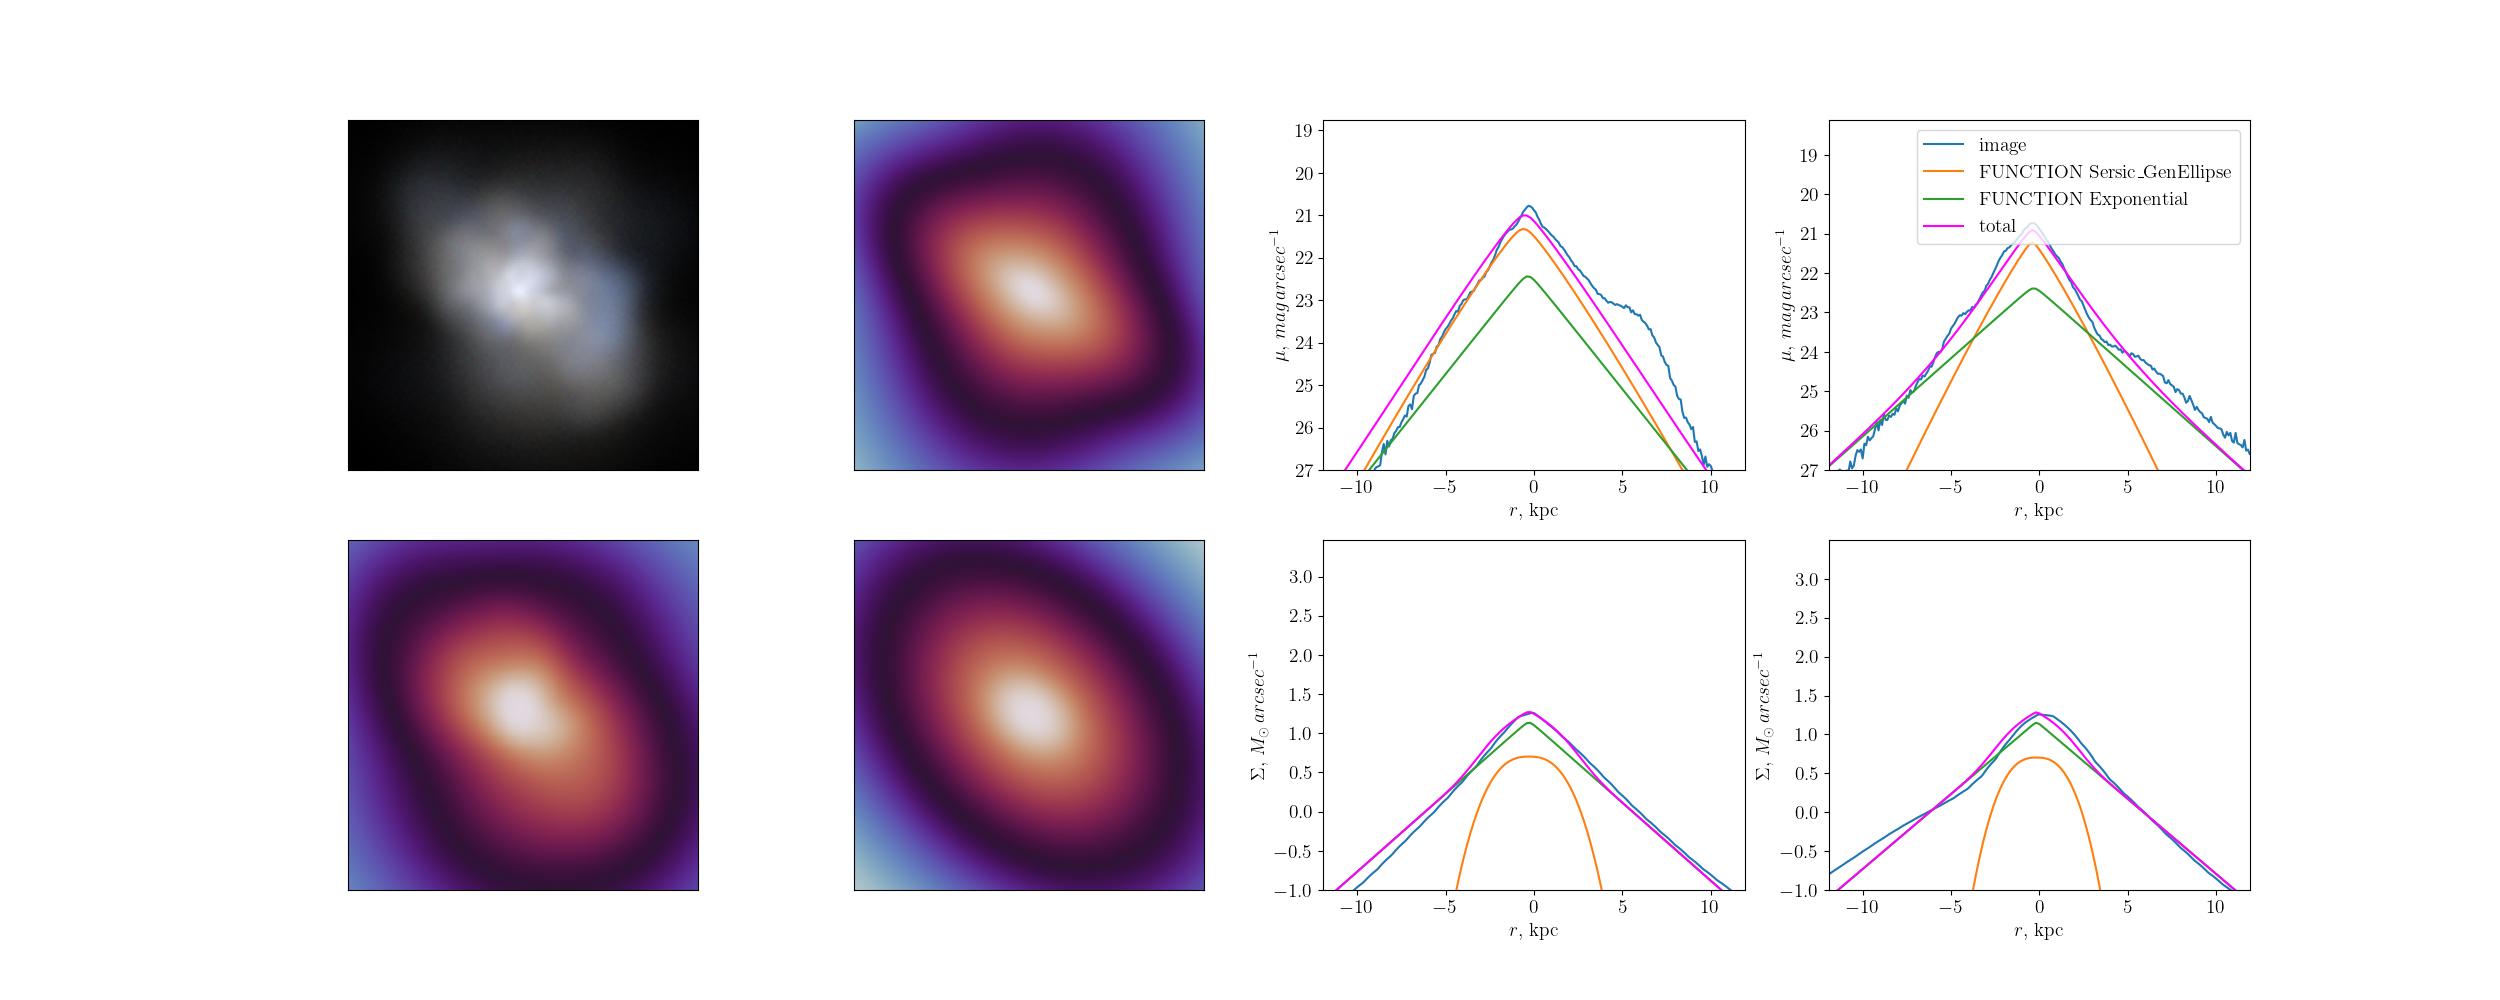 19
20
21
22
23
24
25
26
27
μ, magarcsec⁻¹
−10 −5 0 5 10
r, kpc
19
20
21
22
23
24
25
26
27
μ, magarcsec⁻¹
image
FUNCTION Sersic_GenEllipse
FUNCTION Exponential
total
−10 −5 0 5 10
r, kpc
3.0
2.5
2.0
1.5
1.0
0.5
0.0
−0.5
−1.0
Σ, M⊙ arcsec⁻¹
−10 −5 0 5 10
r, kpc
3.0
2.5
2.0
1.5
1.0
0.5
0.0
−0.5
−1.0
Σ, M⊙ arcsec⁻¹
−10 −5 0 5 10
r, kpc